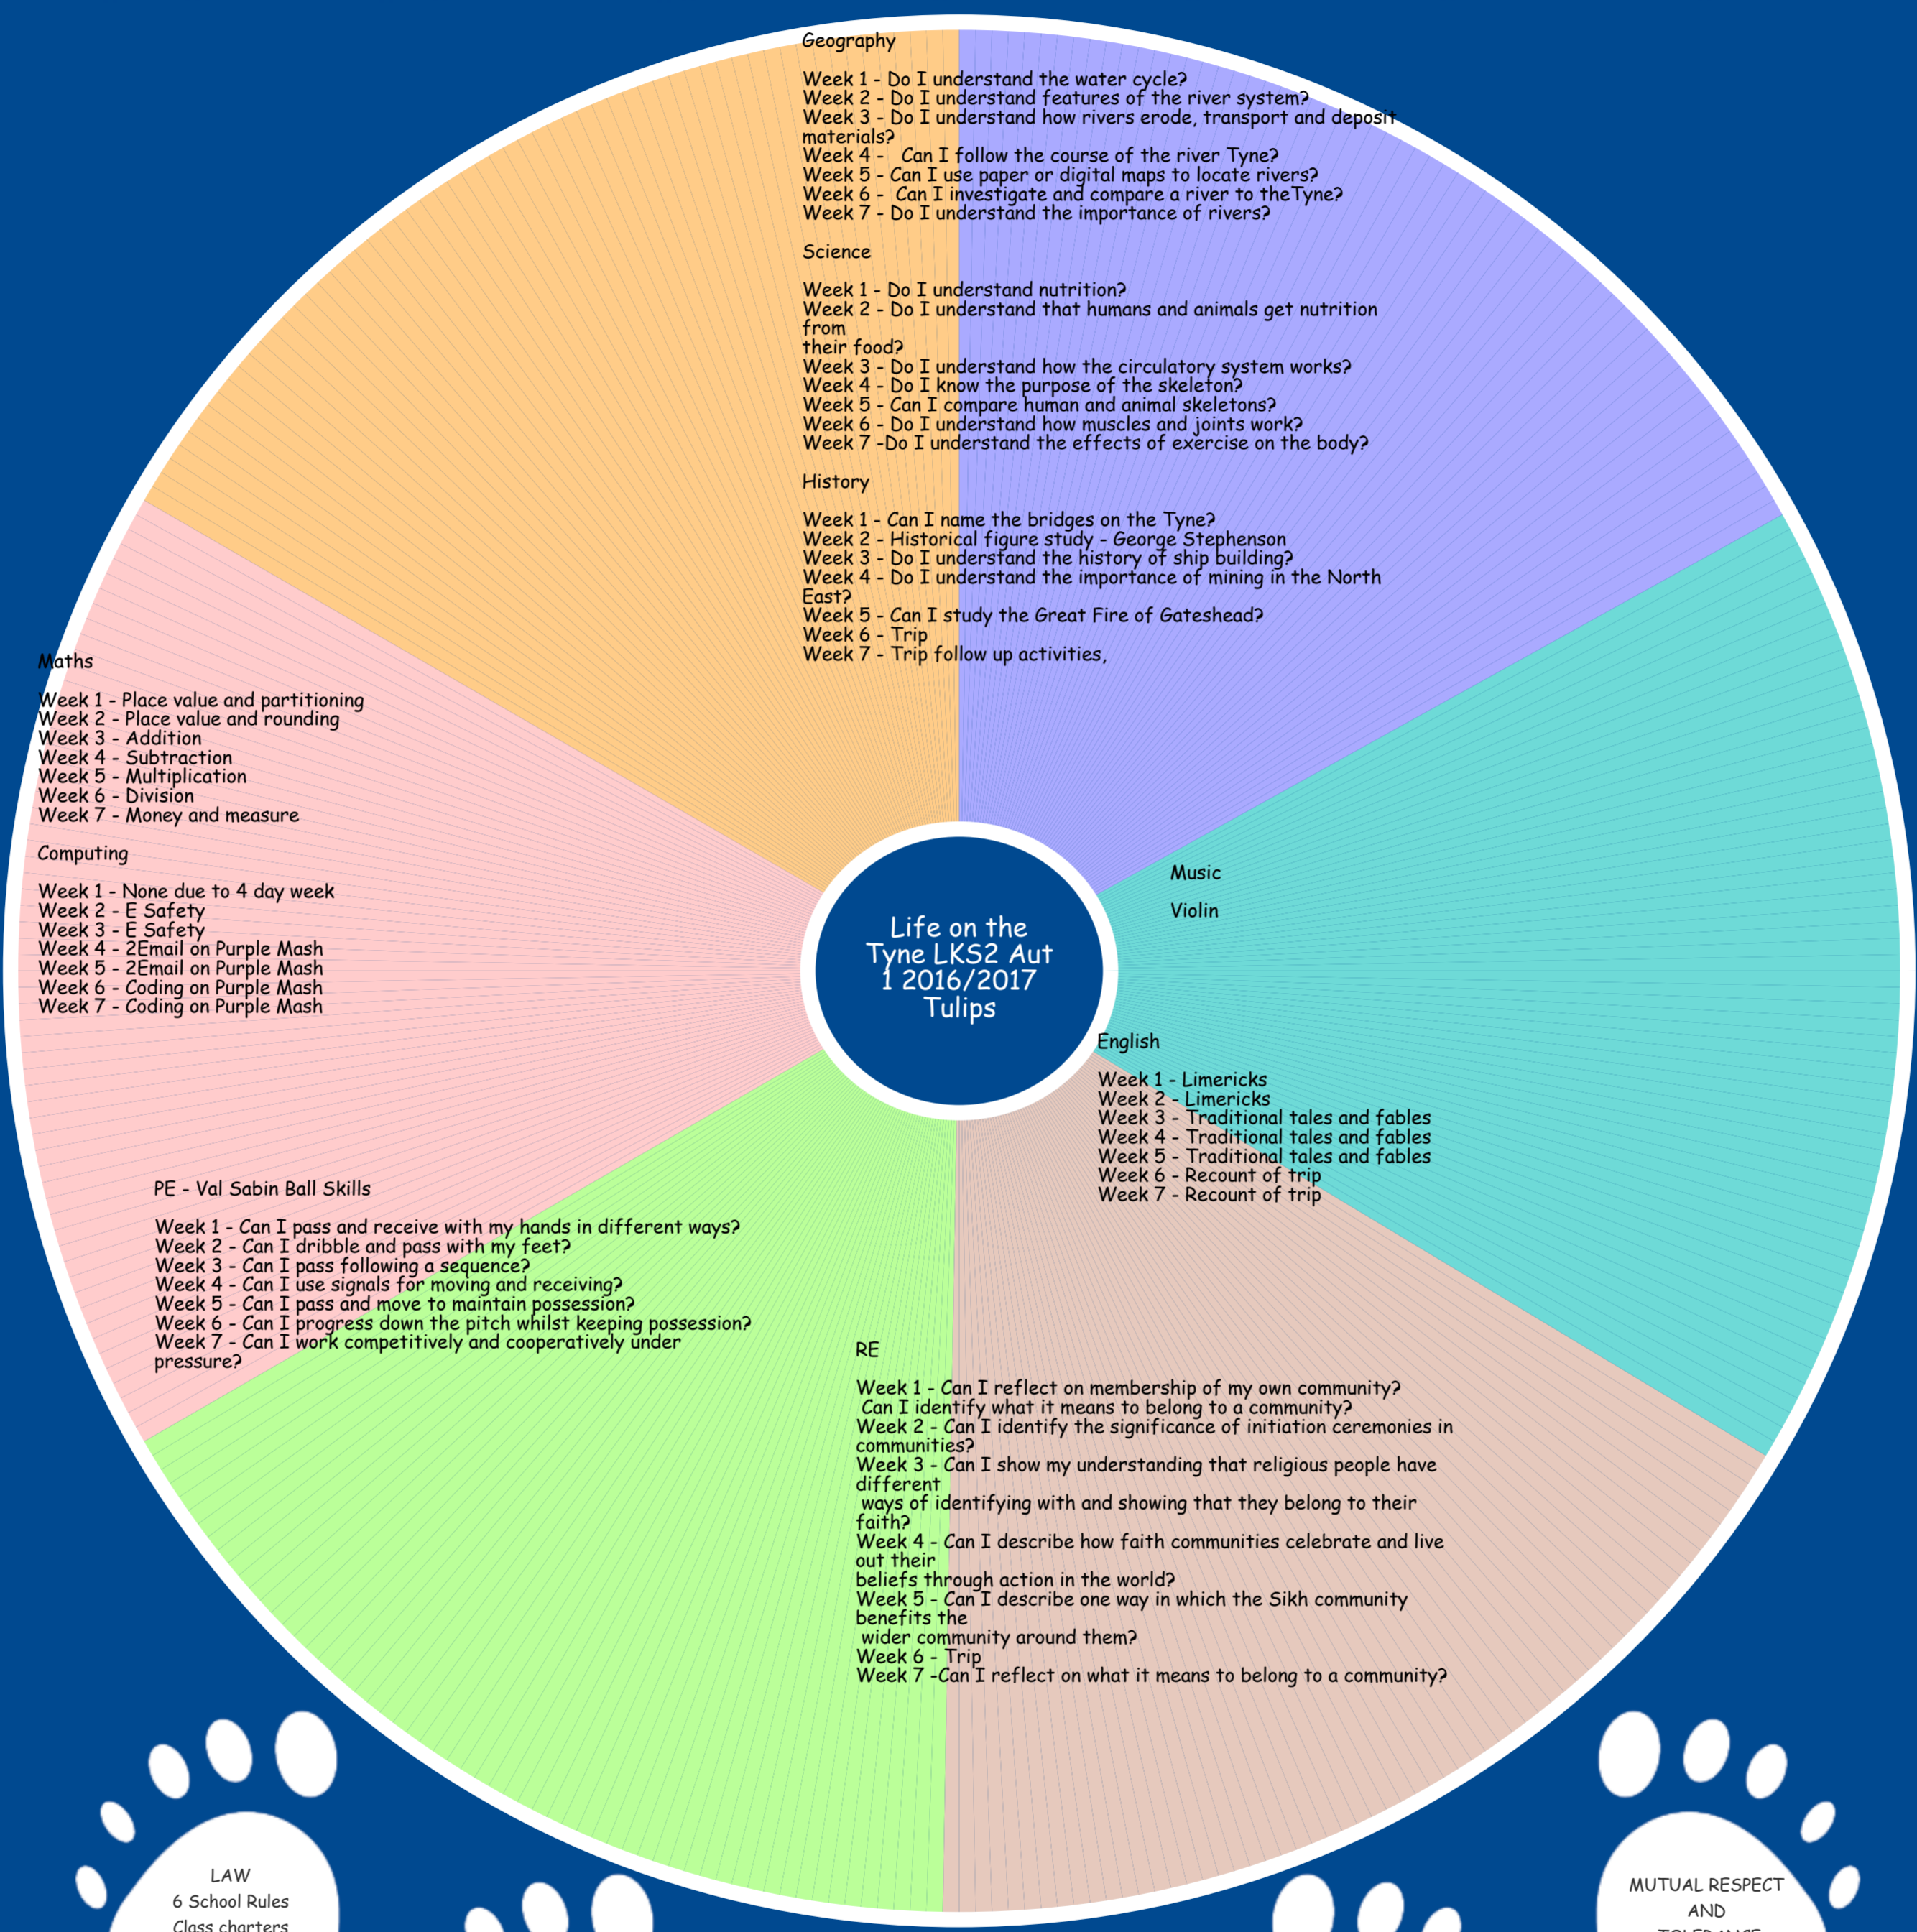 Geography
Week 1 - Do I understand the water cycle?
Week 2 - Do I understand features of the river system?
Week 3 - Do I understand how rivers erode, transport and deposit
materials?
Week 4 -   Can I follow the course of the river Tyne?
Week 5 - Can I use paper or digital maps to locate rivers?
Week 6 -  Can I investigate and compare a river to theTyne?
Week 7 - Do I understand the importance of rivers?
Science
Week 1 - Do I understand nutrition?
Week 2 - Do I understand that humans and animals get nutrition
from
their food?
Week 3 - Do I understand how the circulatory system works?
Week 4 - Do I know the purpose of the skeleton?
Week 5 - Can I compare human and animal skeletons?
Week 6 - Do I understand how muscles and joints work?
Week 7 -Do I understand the effects of exercise on the body?
History
Week 1 - Can I name the bridges on the Tyne?
Week 2 - Historical figure study - George Stephenson
Week 3 - Do I understand the history of ship building?
Week 4 - Do I understand the importance of mining in the North
East?
Week 5 - Can I study the Great Fire of Gateshead?
Week 6 - Trip
Week 7 - Trip follow up activities,
Maths
Week 1 - Place value and partitioning
Week 2 - Place value and rounding
Week 3 - Addition
Week 4 - Subtraction
Week 5 - Multiplication
Week 6 - Division
Week 7 - Money and measure
Computing
Week 1 - None due to 4 day week
Week 2 - E Safety
Week 3 - E Safety
Week 4 - 2Email on Purple Mash
Week 5 - 2Email on Purple Mash
Week 6 - Coding on Purple Mash
Week 7 - Coding on Purple Mash
Life on the
Tyne LKS2 Aut
1 2016/2017
Tulips
Music
Violin
English
Week 1 - Limericks
Week 2 - Limericks
Week 3 - Traditional tales and fables
Week 4 - Traditional tales and fables
Week 5 - Traditional tales and fables
Week 6 - Recount of trip
Week 7 - Recount of trip
PE - Val Sabin Ball Skills
Week 1 - Can I pass and receive with my hands in different ways?
Week 2 - Can I dribble and pass with my feet?
Week 3 - Can I pass following a sequence?
Week 4 - Can I use signals for moving and receiving?
Week 5 - Can I pass and move to maintain possession?
Week 6 - Can I progress down the pitch whilst keeping possession?
Week 7 - Can I work competitively and cooperatively under
pressure?
RE
Week 1 - Can I reflect on membership of my own community?
Can I identify what it means to belong to a community?
Week 2 - Can I identify the significance of initiation ceremonies in
communities?
Week 3 - Can I show my understanding that religious people have
different
ways of identifying with and showing that they belong to their
faith?
Week 4 - Can I describe how faith communities celebrate and live
out their
beliefs through action in the world?
Week 5 - Can I describe one way in which the Sikh community
benefits the
wider community around them?
Week 6 - Trip
Week 7 -Can I reflect on what it means to belong to a community?
LAW
6 School Rules
Class charters
MUTUAL RESPECT
AND
TOLERANCE